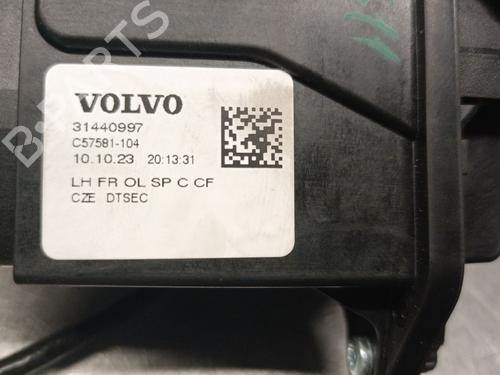 VOLVO
31440997
C57581-104
10.10.23 20:13:31
LH FR OL SP C CF
CZE DTSEC